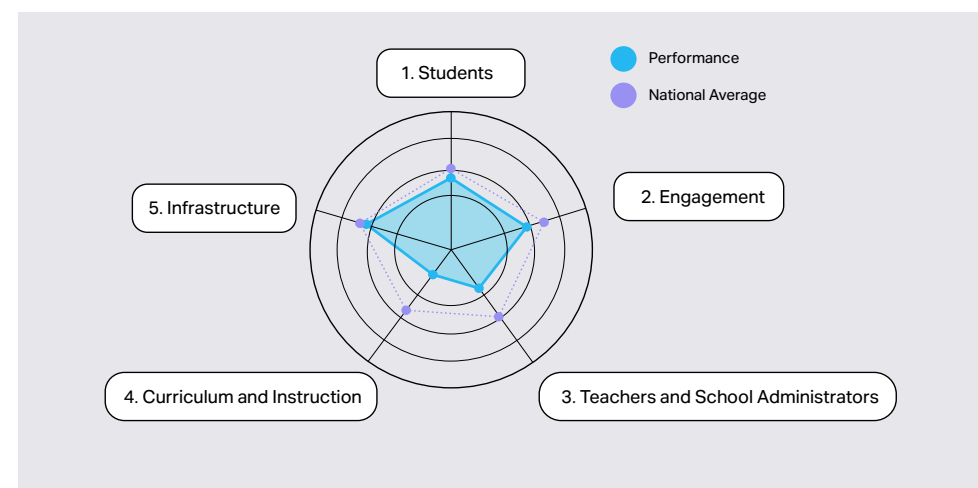 1. Students
Performance
National Average
2. Engagement
5. Infrastructure
4. Curriculum and Instruction
3. Teachers and School Administrators